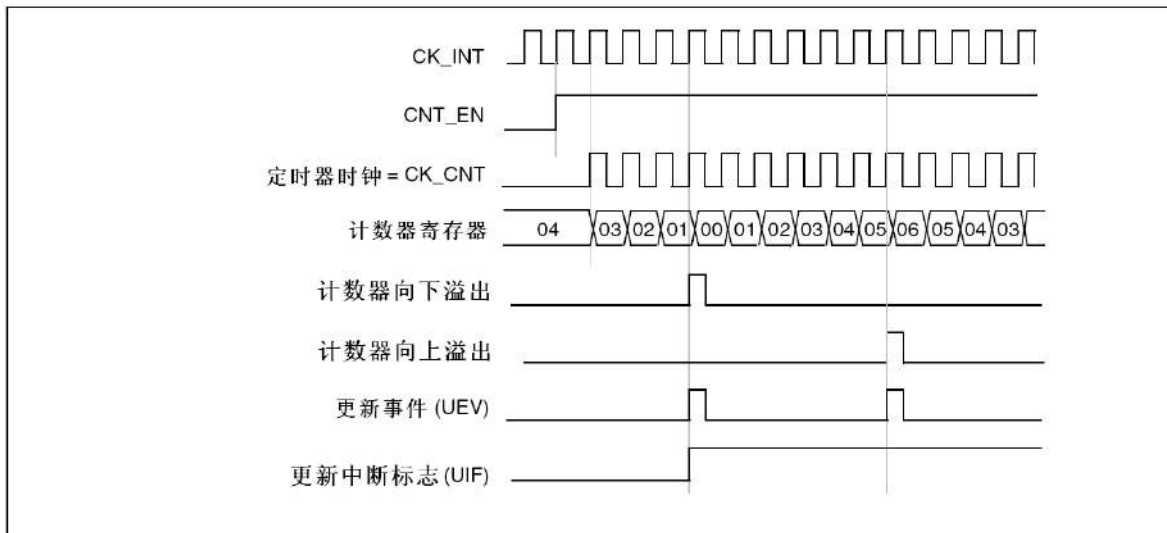 CK_INT
CNT_EN
定时器时钟 = CK_CNT
计数器寄存器 04 03 02 01 00 01 02 03 04 05 06 05 04 03
计数器向下溢出
计数器向上溢出
更新事件 (UEV)
更新中断标志 (UIF)